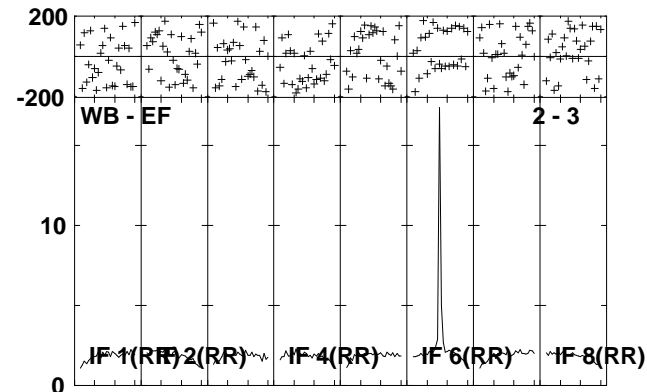 200
-200
WB - EF 2 - 3
10
IF 1(RR) IF 2(RR) IF 4(RR) IF 6(RR) IF 8(RR)
0